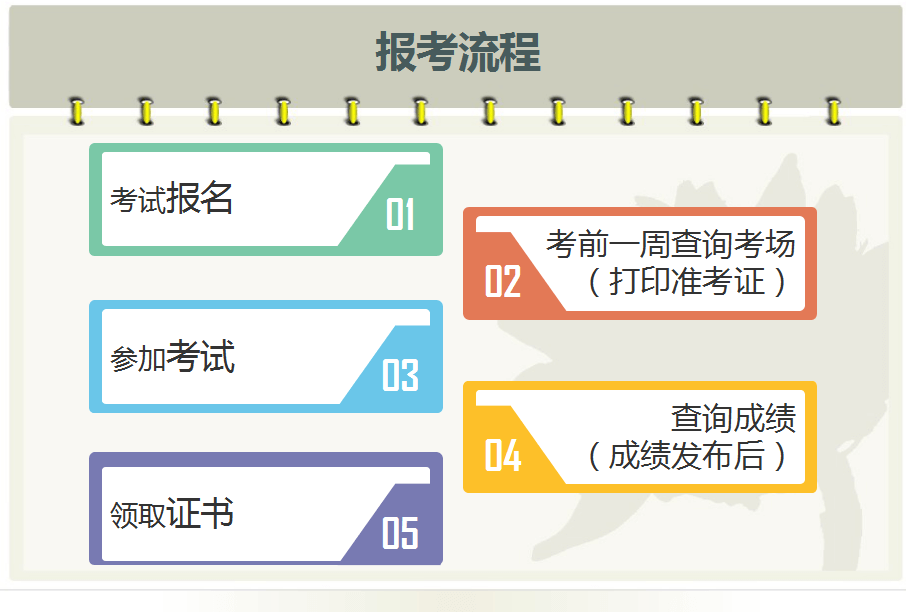 报考流程
考试报名
01
考前一周查询考场
（打印准考证）
02
参加考试
03
查询成绩
（成绩发布后）
04
领取证书
05